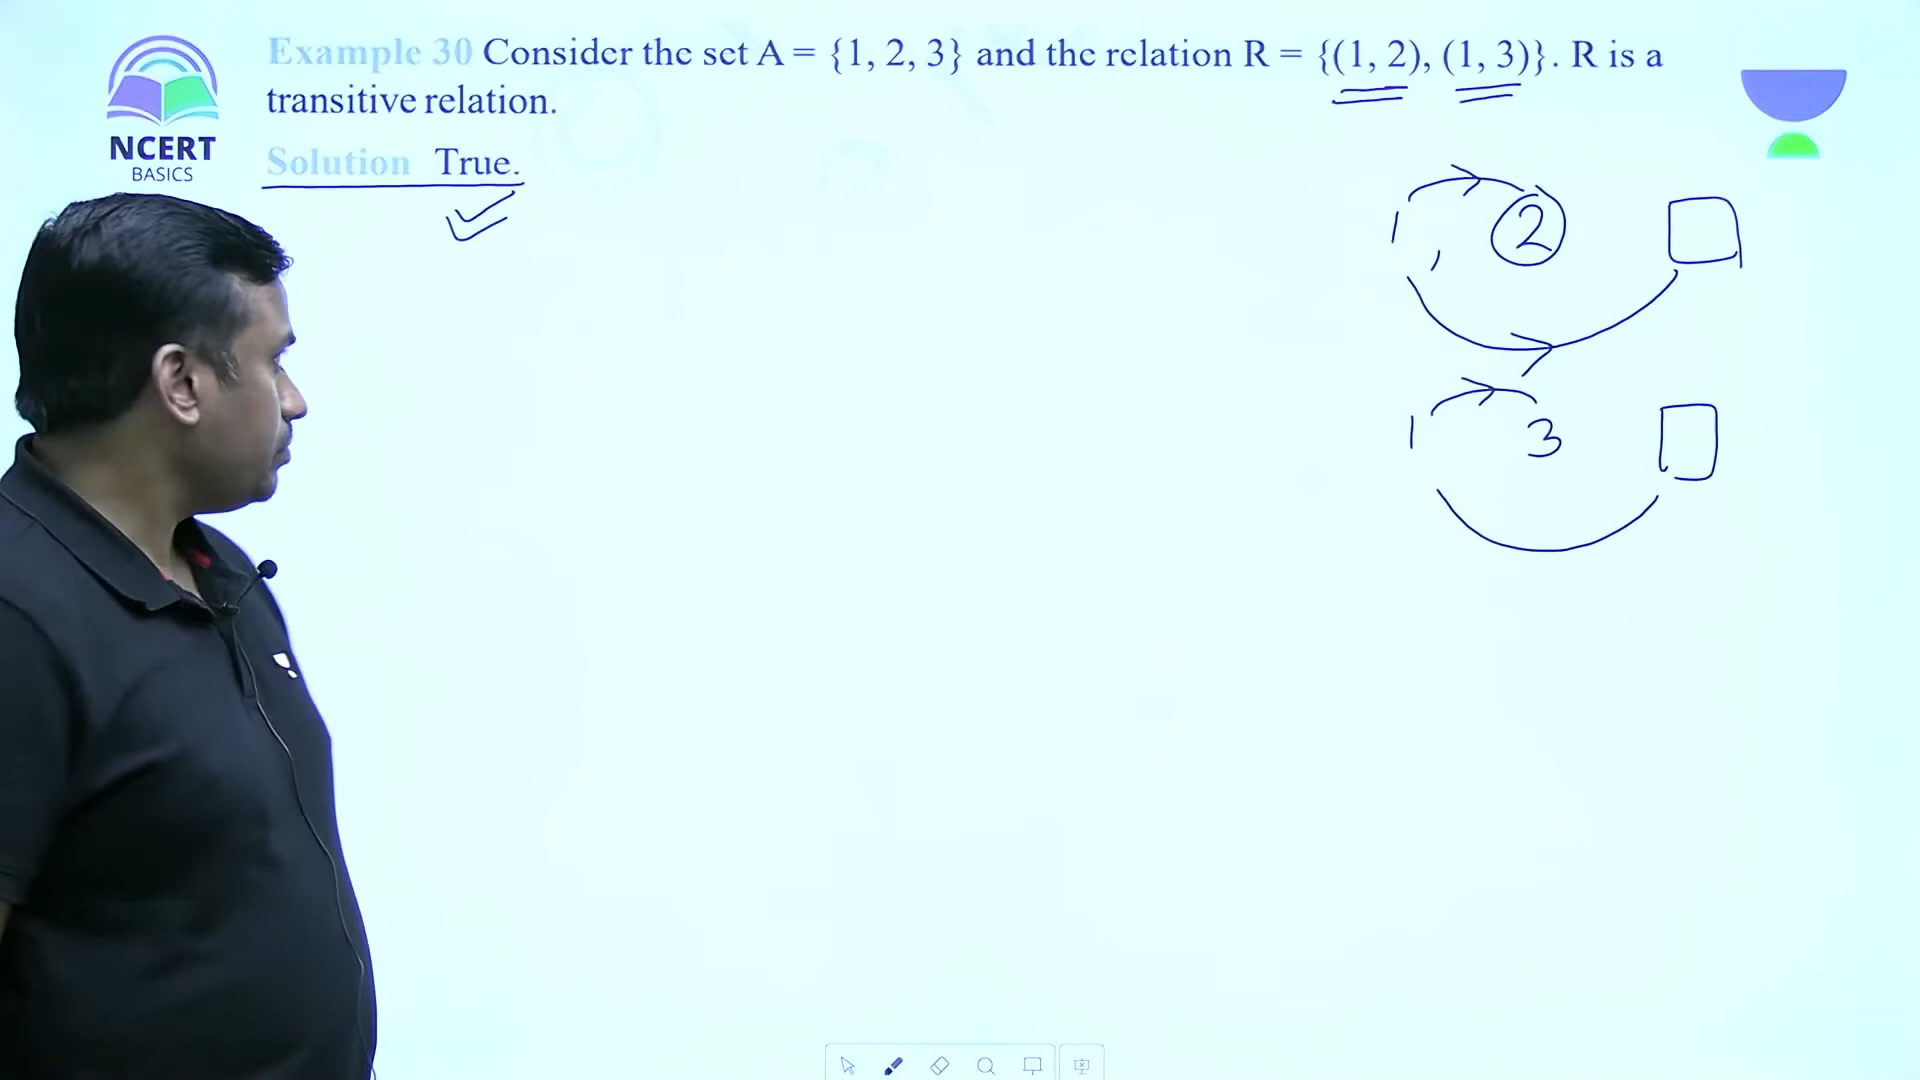 Example 30 Consider the set A = {1, 2, 3} and the relation R = {(1, 2), (1, 3)}. R is a
transitive relation.
NCERT
BASICS
Solution True.
1 , 2
1 3